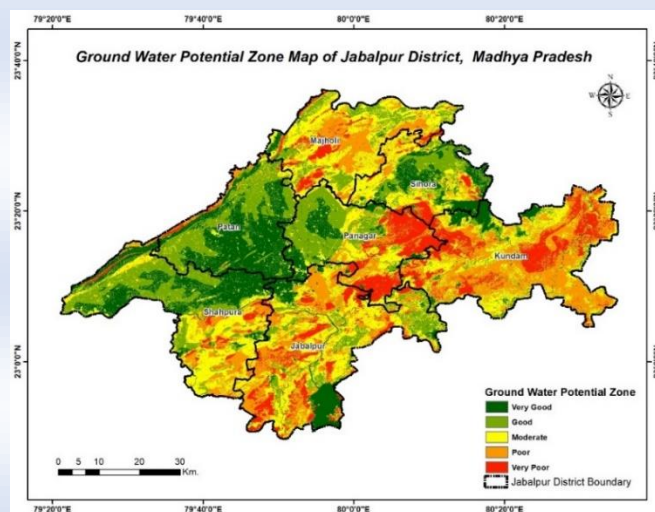 79°20'0"E 79°40'0"E 80°0'0"E 80°20'0"E
Ground Water Potential Zone Map of Jabalpur District, Madhya Pradesh
23°40'0"N
N
W E
S
Majholi
Sihora
23°20'0"N
Patan
Panagar
Kundam
Shahpura
Jabalpur
23°0'0"N
Ground Water Potential Zone
Very Good
Good
Moderate
Poor
Very Poor
Jabalpur District Boundary
0 5 10 20 30
Km.
79°20'0"E 79°40'0"E 80°0'0"E 80°20'0"E